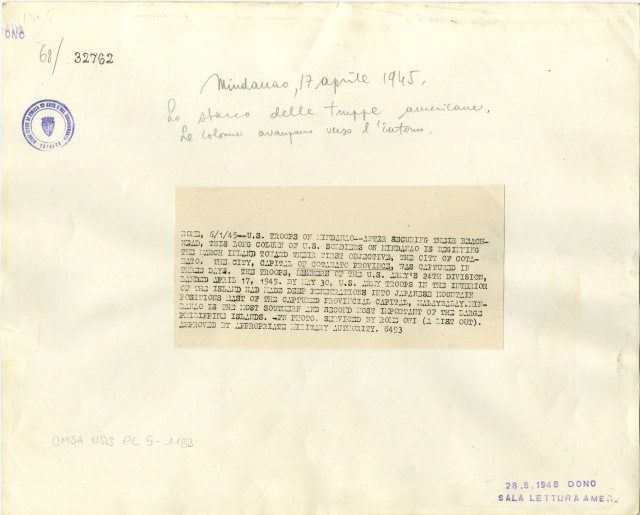 DONO
68/ 32762
Mindanao, 17 aprile 1945.
Lo sbarco delle truppe americane.
Le colonne avanzano verso l'interno.
ROME, 6/1/45--U.S. TROOPS ON MINDANAO--AFTER SECURING THEIR BEACH-
HEAD, THIS LONG COLUMN OF U.S. SOLDIERS ON MINDANAO IS BEGINNING
THE MARCH INLAND TOWARD THEIR FIRST OBJECTIVE, THE CITY OF COTA-
BATO. THE CITY, CAPITAL OF COTABATO PROVINCE, WAS CAPTURED IN
THREE DAYS. THE TROOPS, MEMBERS OF THE U.S. ARMY'S 24TH DIVISION,
LANDED APRIL 17, 1945. BY MAY 30, U.S. ARMY TROOPS IN THE INTERIOR
OF THE ISLAND HAD MADE DEEP PENETRATIONS INTO JAPANESE MOUNTAIN
POSITIONS EAST OF THE CAPTURED PROVINCIAL CAPITAL, MALAYBALAY. MIN-
DANAO IS THE MOST SOUTHERN AND SECOND MOST IMPORTANT OF THE LARGE
PHILIPPINE ISLANDS. -PN PHOTO. SERVICED BY ROME OWI (A LIST OUT).
APPROVED BY APPROPRIATE MILITARY AUTHORITY. 6493
CMSA USIS PC 5-1183
28.5.1948 DONO
SALA LETTURA AMER.